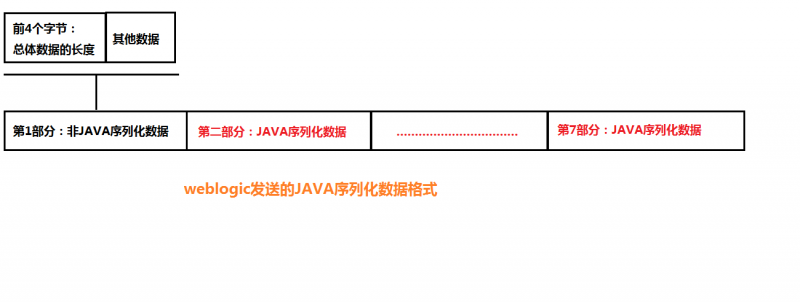 前4个字节：
总体数据的长度
其他数据
第1部分：非JAVA序列化数据
第二部分：JAVA序列化数据
.................................
第7部分：JAVA序列化数据
weblogic发送的JAVA序列化数据格式